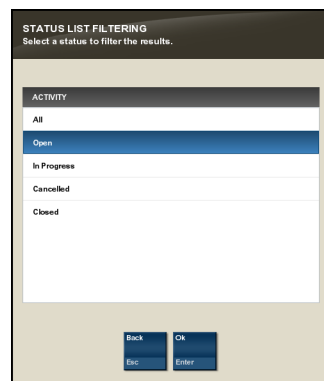 STATUS LIST FILTERING
Select a status to filter the results.
ACTIVITY
All
Open
In Progress
Cancelled
Closed
Back Ok
Esc Enter